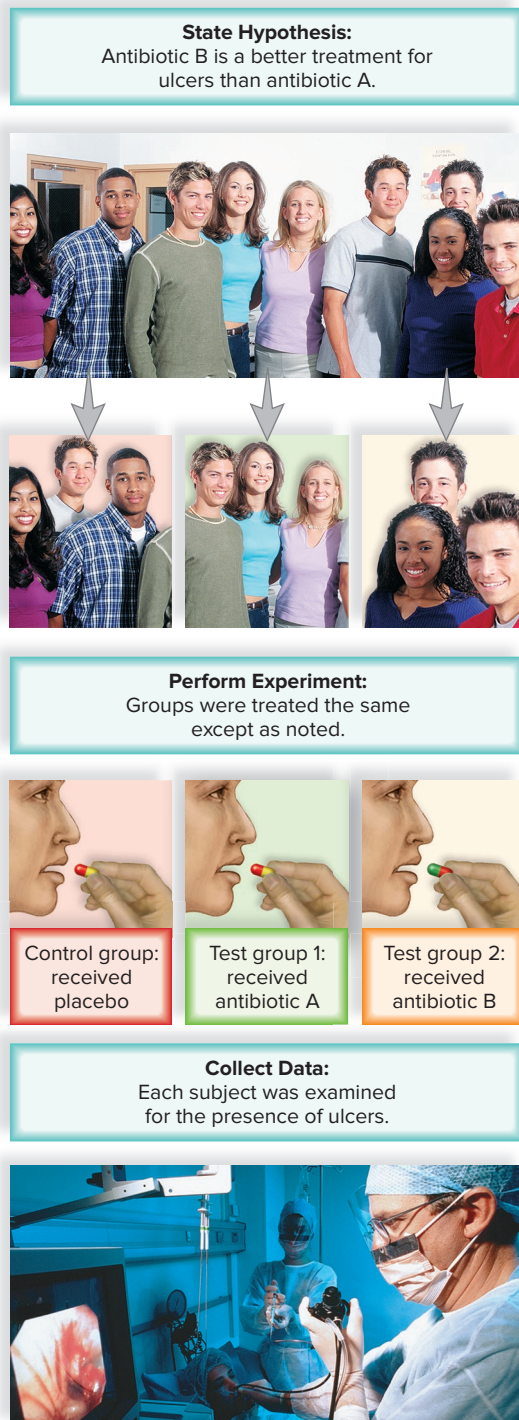 State Hypothesis:
Antibiotic B is a better treatment for
ulcers than antibiotic A.
Perform Experiment:
Groups were treated the same
except as noted.
Control group:
received
placebo
Test group 1:
received
antibiotic A
Test group 2:
received
antibiotic B
Collect Data:
Each subject was examined
for the presence of ulcers.